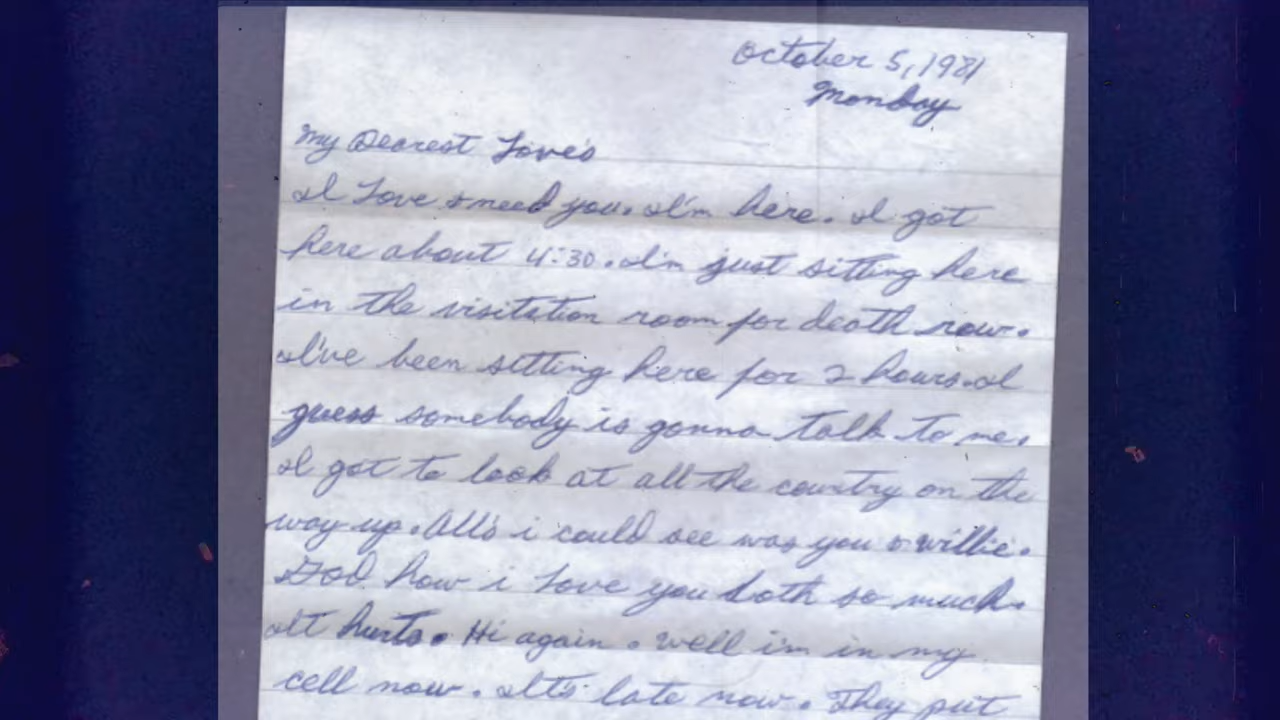 October 5, 1981
Monday
My Dearest Love's
I Love & need you. I'm here. I got
here about 4:30. I'm just sitting here
in the visitation room for death row.
I've been sitting here for 2 hours. I
guess somebody is gonna talk to me.
I got to look at all the country on the
way up. All's i could see was you & willie.
God how i Love you both so much.
It hurts. Hi again. Well i'm in my
cell now. It's late now. They put